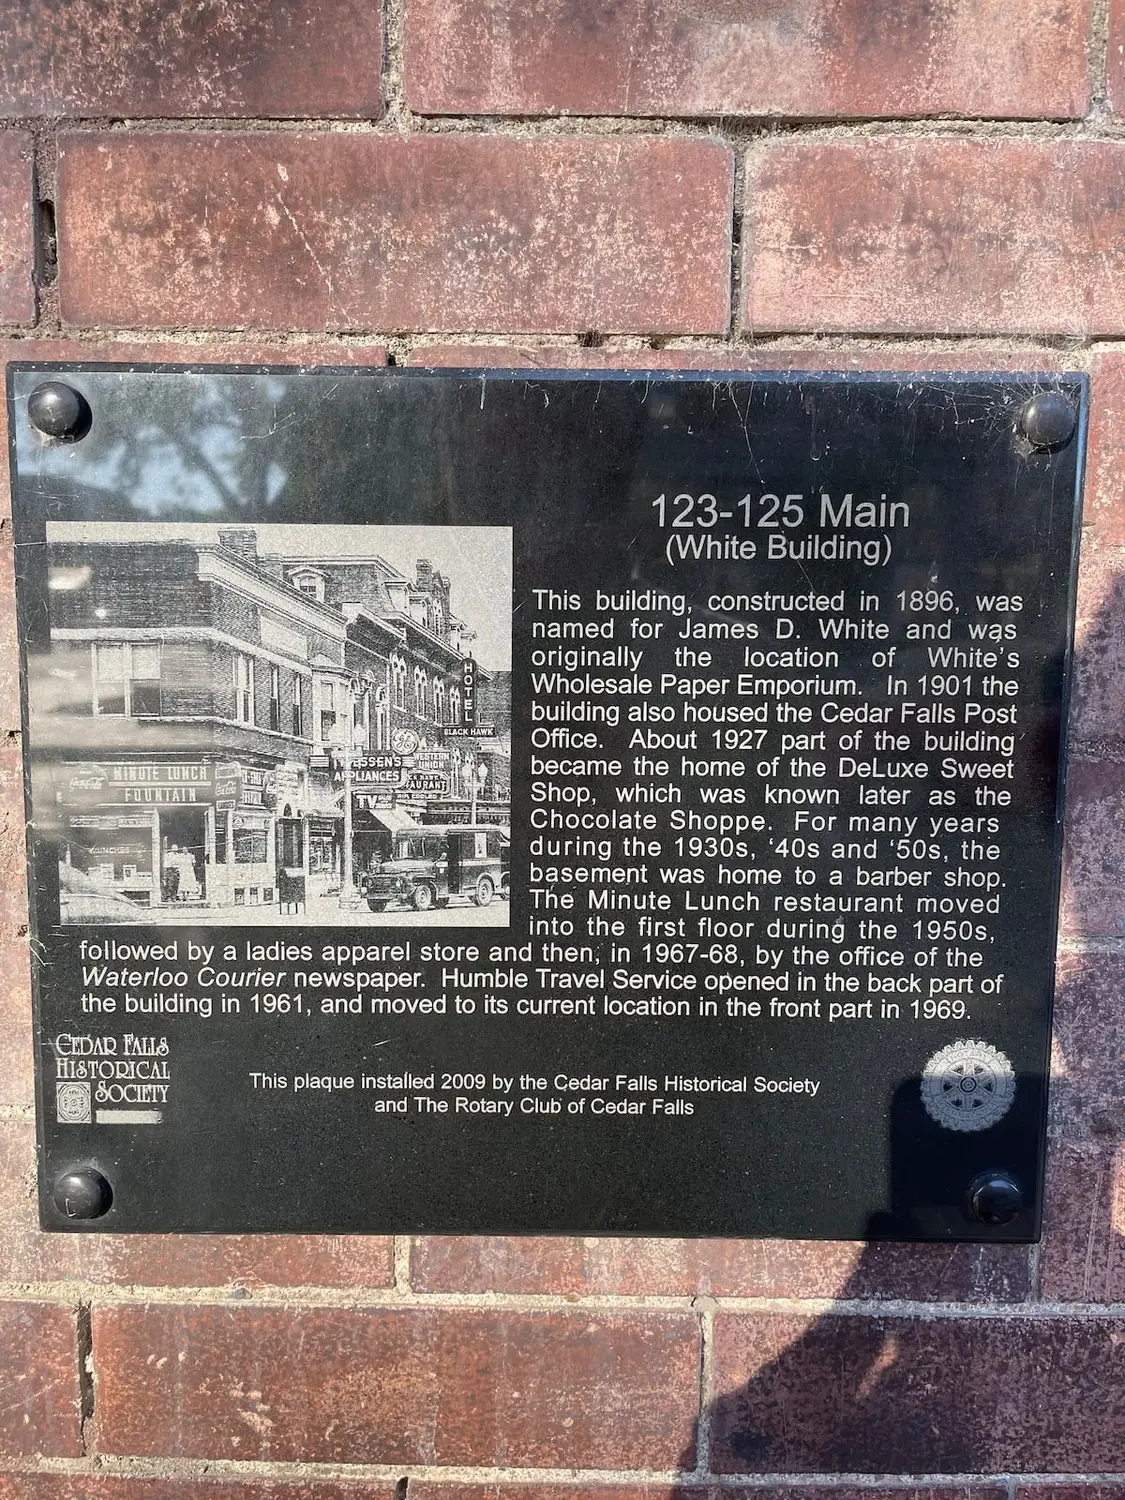 123-125 Main
(White Building)
This building, constructed in 1896, was
named for James D. White and was
originally the location of White's
Wholesale Paper Emporium. In 1901 the
building also housed the Cedar Falls Post
Office. About 1927 part of the building
became the home of the DeLuxe Sweet
Shop, which was known later as the
Chocolate Shoppe. For many years
during the 1930s, '40s and '50s, the
basement was home to a barber shop.
The Minute Lunch restaurant moved
into the first floor during the 1950s,
followed by a ladies apparel store and then, in 1967-68, by the office of the
Waterloo Courier newspaper. Humble Travel Service opened in the back part of
the building in 1961, and moved to its current location in the front part in 1969.
HOTEL
BLACK HAWK
GE
APPLIANCES
TV
WESTERN
UNION
MINUTE LUNCH
FOUNTAIN
CEDAR FALLS
HISTORICAL
SOCIETY
This plaque installed 2009 by the Cedar Falls Historical Society
and The Rotary Club of Cedar Falls